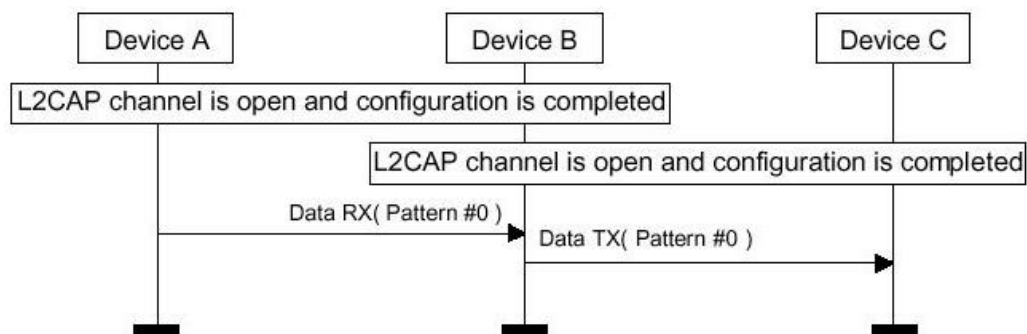 Device A
Device B
Device C
L2CAP channel is open and configuration is completed
L2CAP channel is open and configuration is completed
Data RX( Pattern #0 )
Data TX( Pattern #0 )